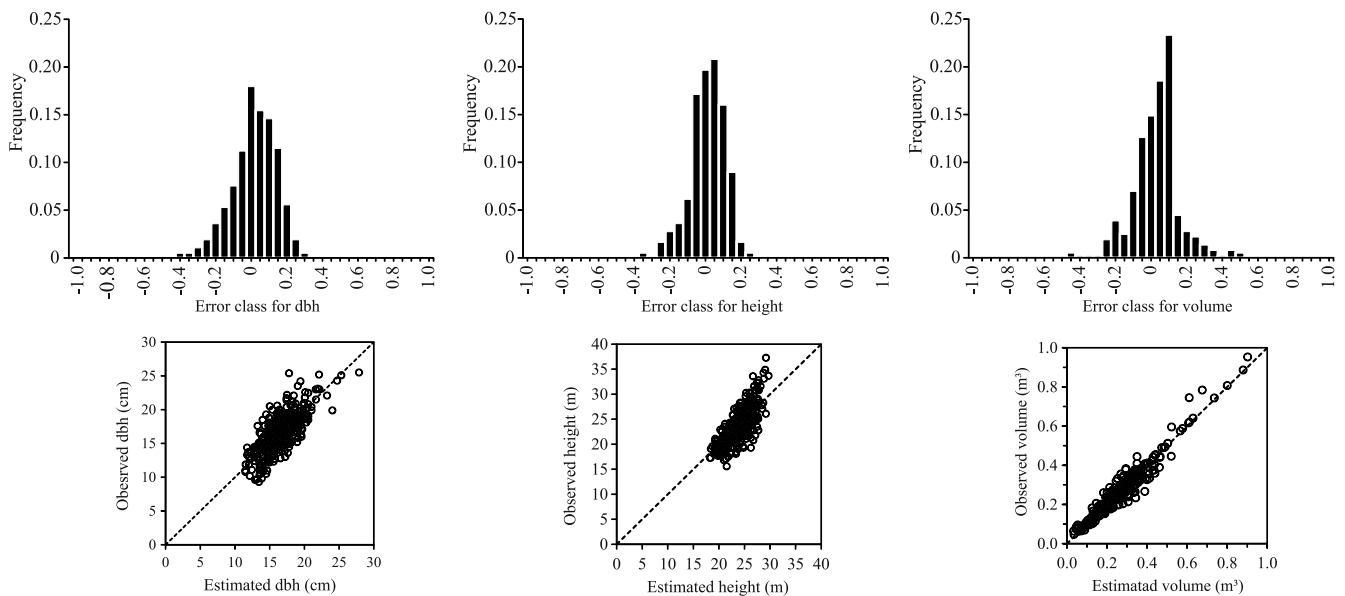 0.25
0.20
0.15
0.10
0.05
0
Frequency
-1.0 -0.8 -0.6 -0.4 -0.2 0 0.2 0.4 0.6 0.8 1.0
Error class for dbh
0.25
0.20
0.15
0.10
0.05
0
Frequency
-1.0 -0.8 -0.6 -0.4 -0.2 0 0.2 0.4 0.6 0.8 1.0
Error class for height
0.25
0.20
0.15
0.10
0.05
0
Frequency
-1.0 -0.8 -0.6 -0.4 -0.2 0 0.2 0.4 0.6 0.8 1.0
Error class for volume
30
25
20
15
10
5
0
Obesrved dbh (cm)
0 5 10 15 20 25 30
Estimated dbh (cm)
40
35
30
25
20
15
10
5
0
Observed height (m)
0 5 10 15 20 25 30 35 40
Estimated height (m)
1.0
0.8
0.6
0.4
0.2
0.0
Observed volume (m³)
0.0 0.2 0.4 0.6 0.8 1.0
Estimatad volume (m³)